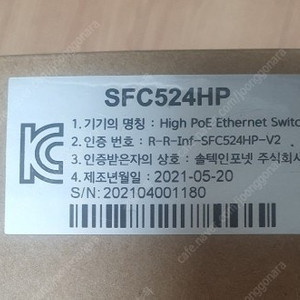 SFC524HP
1. 기기의 명칭 : High PoE Ethernet Switc
2. 인증 번호 : R-R-Inf-SFC524HP-V2
3. 인증받은자의 상호 : 솔텍인포넷 주식회사
4. 제조년월일 : 2021-05-20
S/N: 202104001180